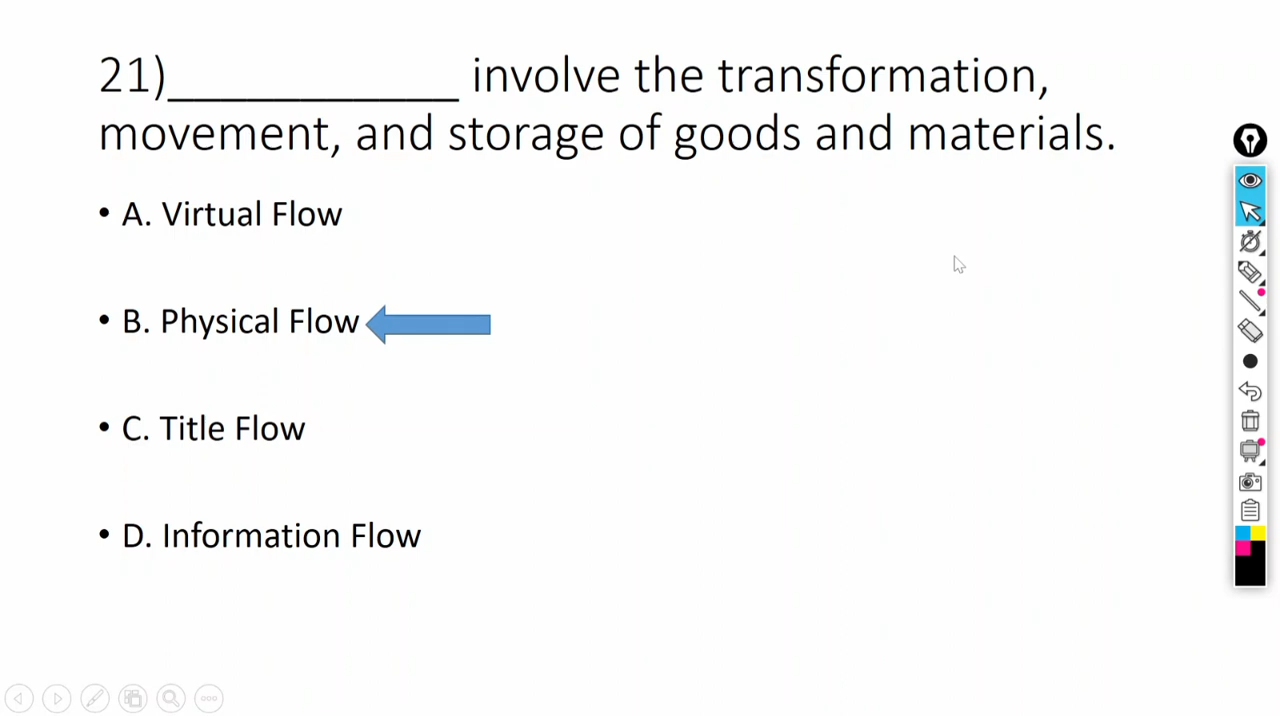 21)____________ involve the transformation,
movement, and storage of goods and materials.
• A. Virtual Flow
• B. Physical Flow
• C. Title Flow
• D. Information Flow